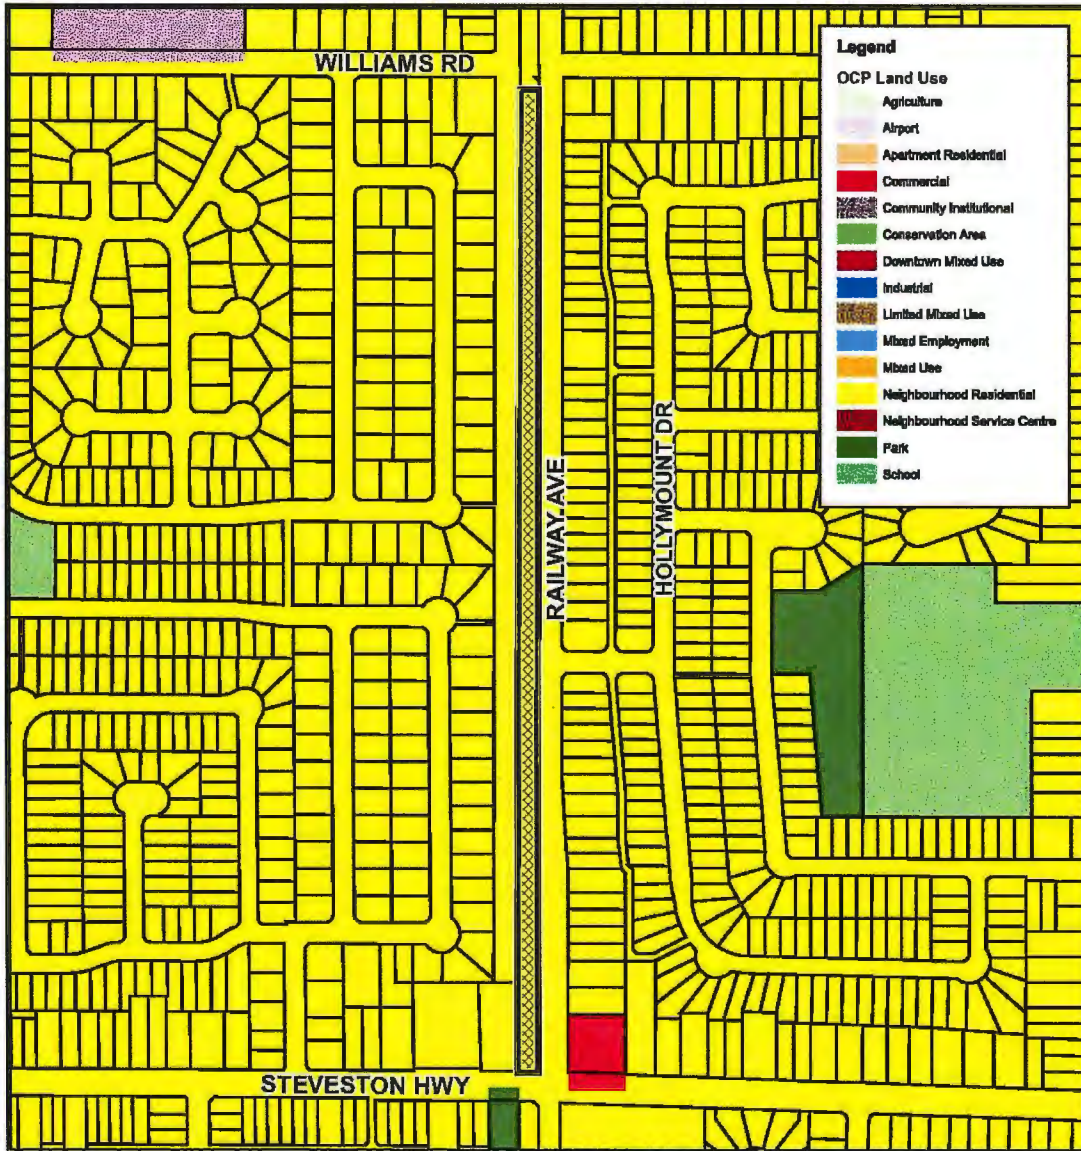 WILLIAMS RD
Legend
OCP Land Use
Agriculture
Airport
Apartment Residential
Commercial
Community Institutional
Conservation Area
Downtown Mixed Use
Industrial
Limited Mixed Use
Mixed Employment
Mixed Use
Neighbourhood Residential
Neighbourhood Service Centre
Park
School
RAILWAY AVE
HOLLYMOUNT DR
STEVESTON HWY